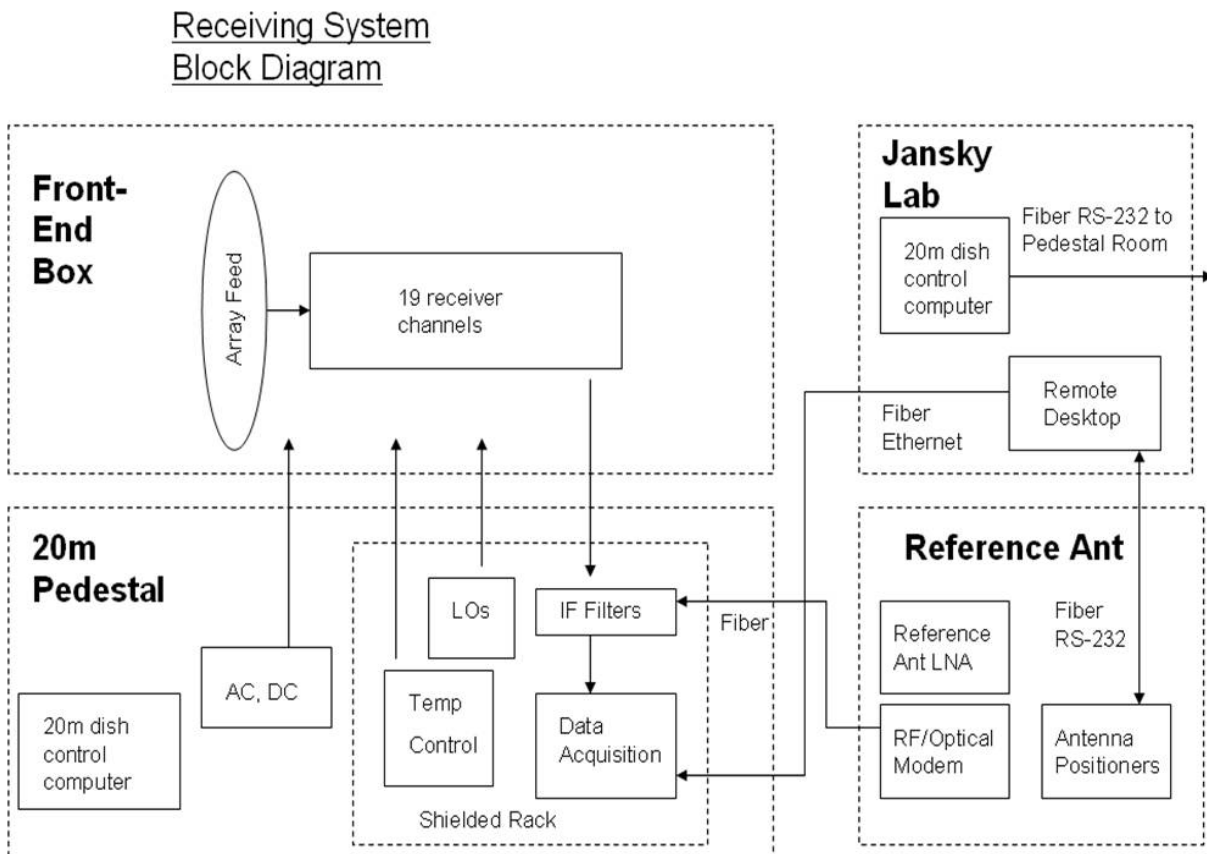 Receiving System
Block Diagram
Front-
End
Box
Array Feed
19 receiver
channels
Jansky
Lab
20m dish
control
computer
Fiber RS-232 to
Pedestal Room
Remote
Desktop
Fiber
Ethernet
20m
Pedestal
20m dish
control
computer
AC, DC
LOs
Temp
Control
IF Filters
Data
Acquisition
Shielded Rack
Fiber
Reference Ant
Reference
Ant LNA
Fiber
RS-232
RF/Optical
Modem
Antenna
Positioners